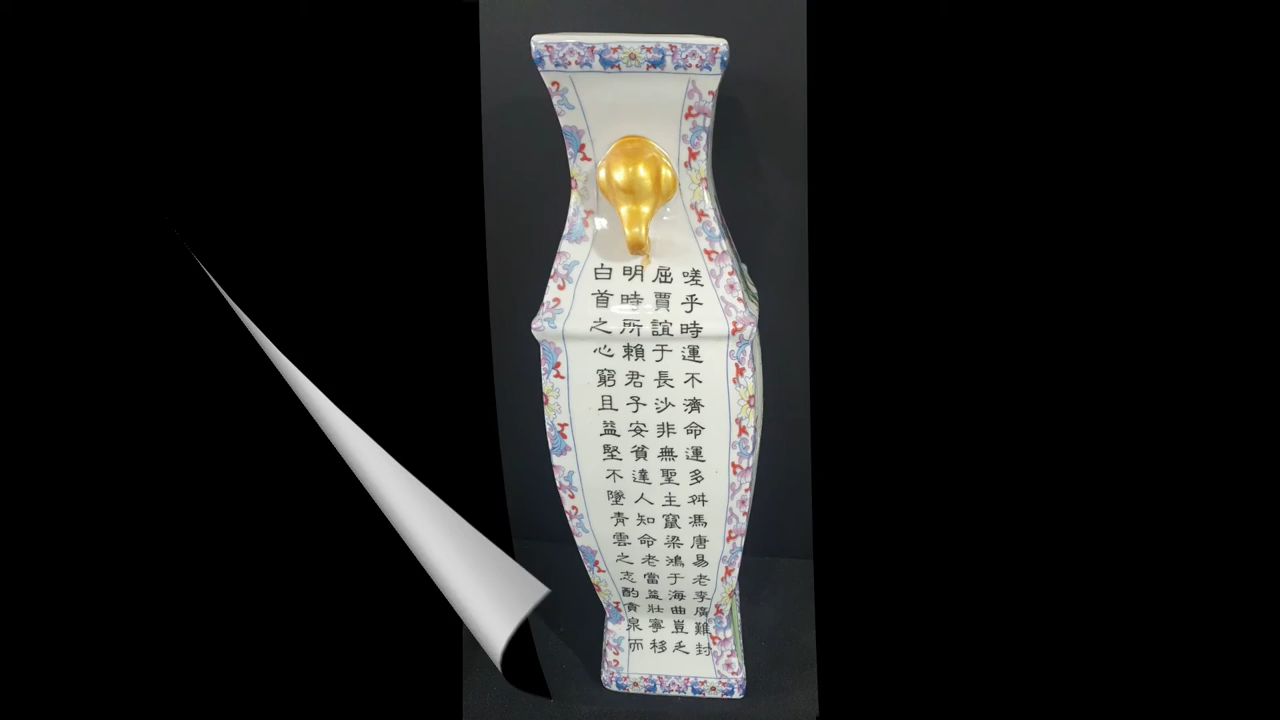 嗟乎時運不濟命運多舛馮唐易老李廣難封
屈賈誼于長沙非無聖主竄梁鴻于海曲豈乏
明時所賴君子安貧達人知命老當益壯寧移
白首之心窮且益堅不墜青雲之志酌貪泉而